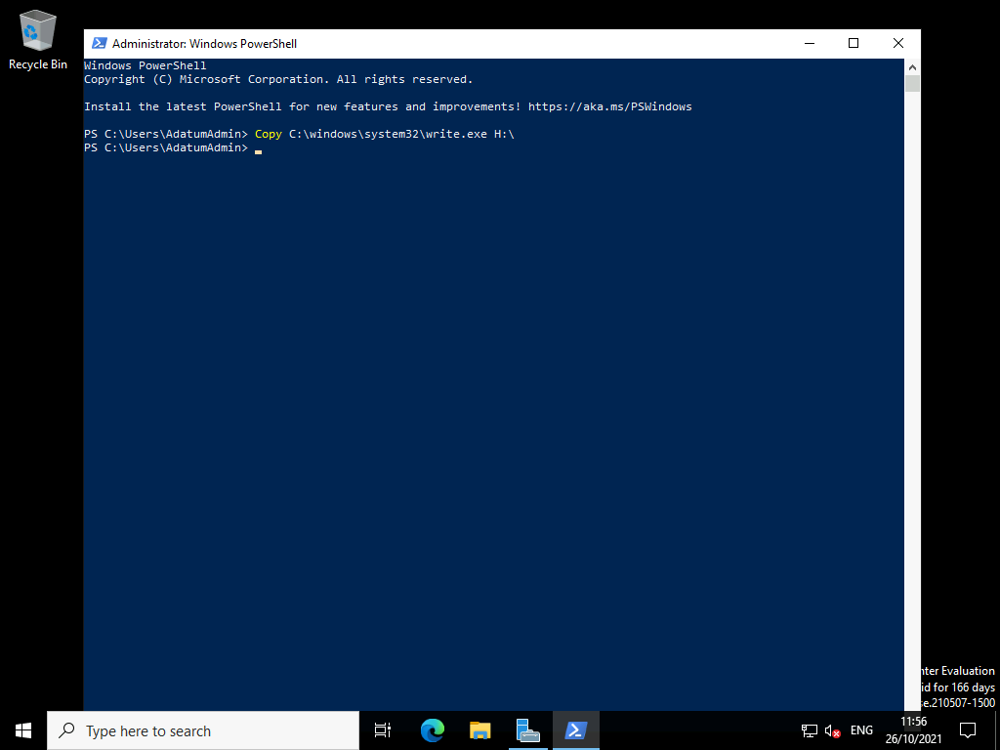 Recycle Bin
Administrator: Windows PowerShell
Windows PowerShell
Copyright (C) Microsoft Corporation. All rights reserved.
Install the latest PowerShell for new features and improvements! https://aka.ms/PSWindows
PS C:\Users\AdatumAdmin> Copy C:\windows\system32\write.exe H:\
PS C:\Users\AdatumAdmin>
nter Evaluation
id for 166 days
se.210507-1500
Type here to search
ENG
11:56
26/10/2021